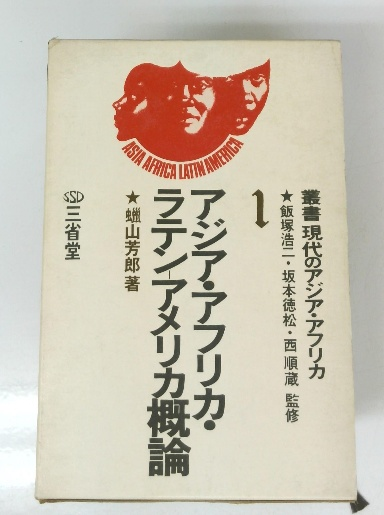 ASIA AFRICA LATIN AMERICA
叢書 現代のアジア・アフリカ
★飯塚浩二・坂本徳松・西 順蔵 監修
1
アジア・アフリカ・
ラテン-アメリカ概論
★蠟山芳郎 著
SSD 三省堂